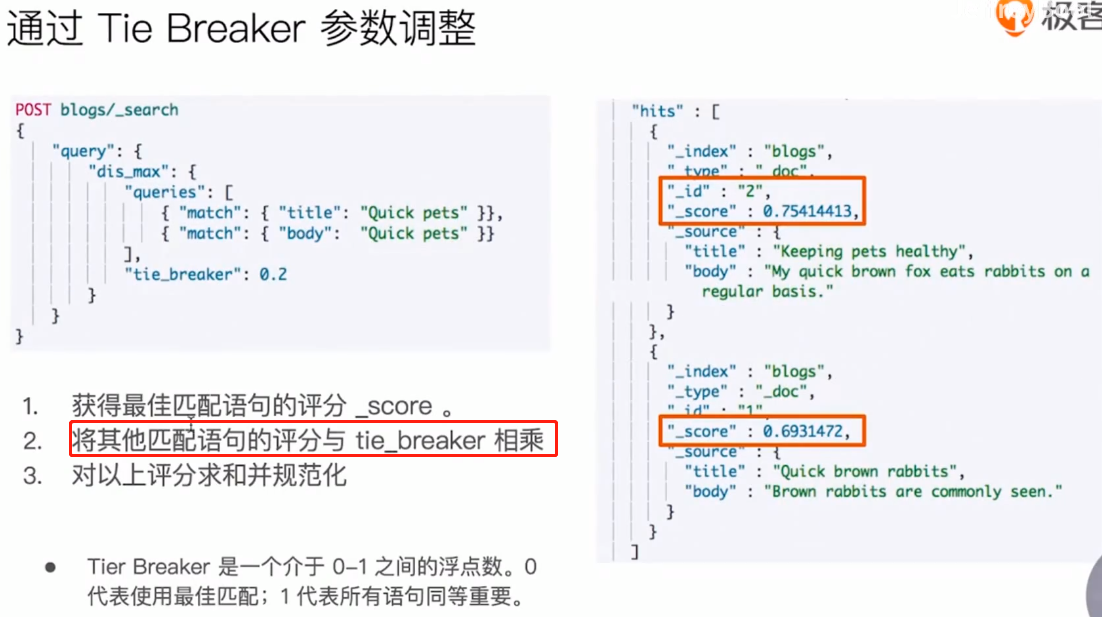 通过 Tie Breaker 参数调整
极客
POST blogs/_search
{
"query": {
"dis_max": {
"queries": [
{ "match": { "title": "Quick pets" }},
{ "match": { "body": "Quick pets" }}
],
"tie_breaker": 0.2
}
}
}
1. 获得最佳匹配语句的评分 _score 。
2. 将其他匹配语句的评分与 tie_breaker 相乘
3. 对以上评分求和并规范化
● Tier Breaker 是一个介于 0–1 之间的浮点数。0
代表使用最佳匹配；1 代表所有语句同等重要。
"hits" : [
{
"_index" : "blogs",
"_type" : "_doc",
"_id" : "2",
"_score" : 0.75414413,
"_source" : {
"title" : "Keeping pets healthy",
"body" : "My quick brown fox eats rabbits on a
regular basis."
}
},
{
"_index" : "blogs",
"_type" : "_doc",
"_id" : "1"
"_score" : 0.6931472,
"_source" : {
"title" : "Quick brown rabbits",
"body" : "Brown rabbits are commonly seen."
}
}
]